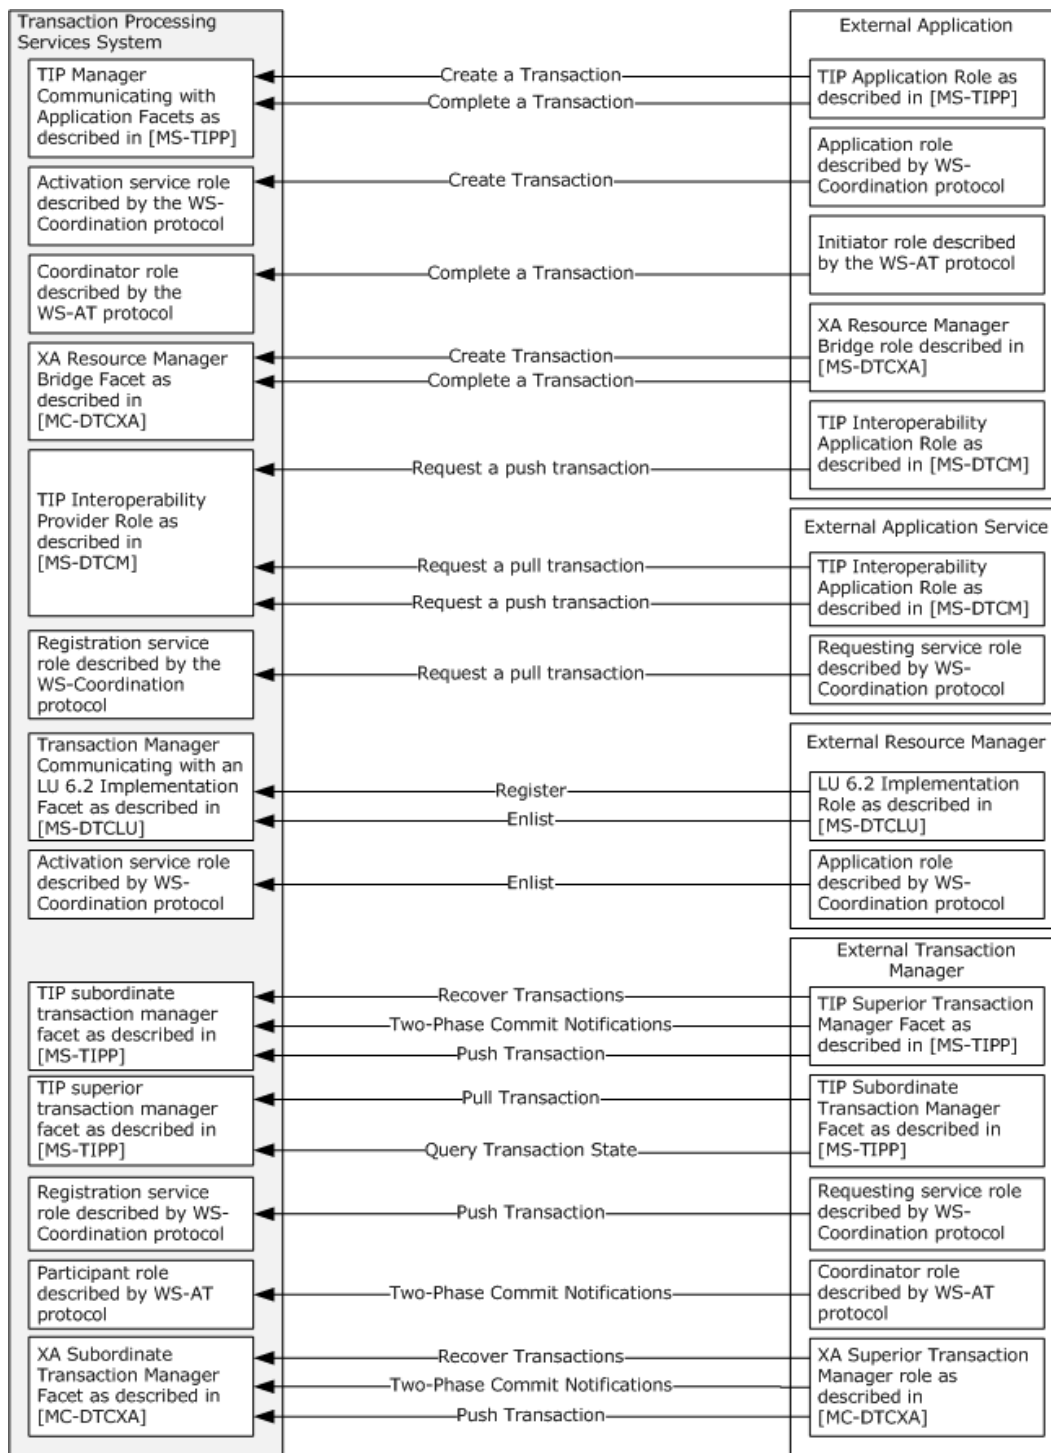 Transaction Processing
Services System
External Application
TIP Manager
Communicating with
Application Facets as
described in [MS-TIPP]
Create a Transaction
Complete a Transaction
TIP Application Role as
described in [MS-TIPP]
Activation service role
described by the WS-
Coordination protocol
Create Transaction
Application role
described by WS-
Coordination protocol
Coordinator role
described by the
WS-AT protocol
Complete a Transaction
Initiator role described
by the WS-AT protocol
XA Resource Manager
Bridge Facet as
described in
[MC-DTCXA]
Create Transaction
Complete a Transaction
XA Resource Manager
Bridge role described in
[MS-DTCXA]
TIP Interoperability
Provider Role as
described in
[MS-DTCM]
Request a push transaction
TIP Interoperability
Application Role as
described in [MS-DTCM]
External Application Service
Request a pull transaction
Request a push transaction
TIP Interoperability
Application Role as
described in [MS-DTCM]
Registration service
role described by the
WS-Coordination
protocol
Request a pull transaction
Requesting service role
described by WS-
Coordination protocol
External Resource Manager
Transaction Manager
Communicating with an
LU 6.2 Implementation
Facet as described in
[MS-DTCLU]
Register
Enlist
LU 6.2 Implementation
Role as described in
[MS-DTCLU]
Activation service role
described by WS-
Coordination protocol
Enlist
Application role
described by WS-
Coordination protocol
External Transaction
Manager
TIP subordinate
transaction manager
facet as described in
[MS-TIPP]
Recover Transactions
Two-Phase Commit Notifications
Push Transaction
TIP Superior Transaction
Manager Facet as
described in [MS-TIPP]
TIP superior
transaction manager
facet as described in
[MS-TIPP]
Pull Transaction
Query Transaction State
TIP Subordinate
Transaction Manager
Facet as described in
[MS-TIPP]
Registration service
role described by WS-
Coordination protocol
Push Transaction
Requesting service role
described by WS-
Coordination protocol
Participant role
described by WS-AT
protocol
Two-Phase Commit Notifications
Coordinator role
described by WS-AT
protocol
XA Subordinate
Transaction Manager
Facet as described in
[MC-DTCXA]
Recover Transactions
Two-Phase Commit Notifications
Push Transaction
XA Superior Transaction
Manager role as
described in
[MC-DTCXA]